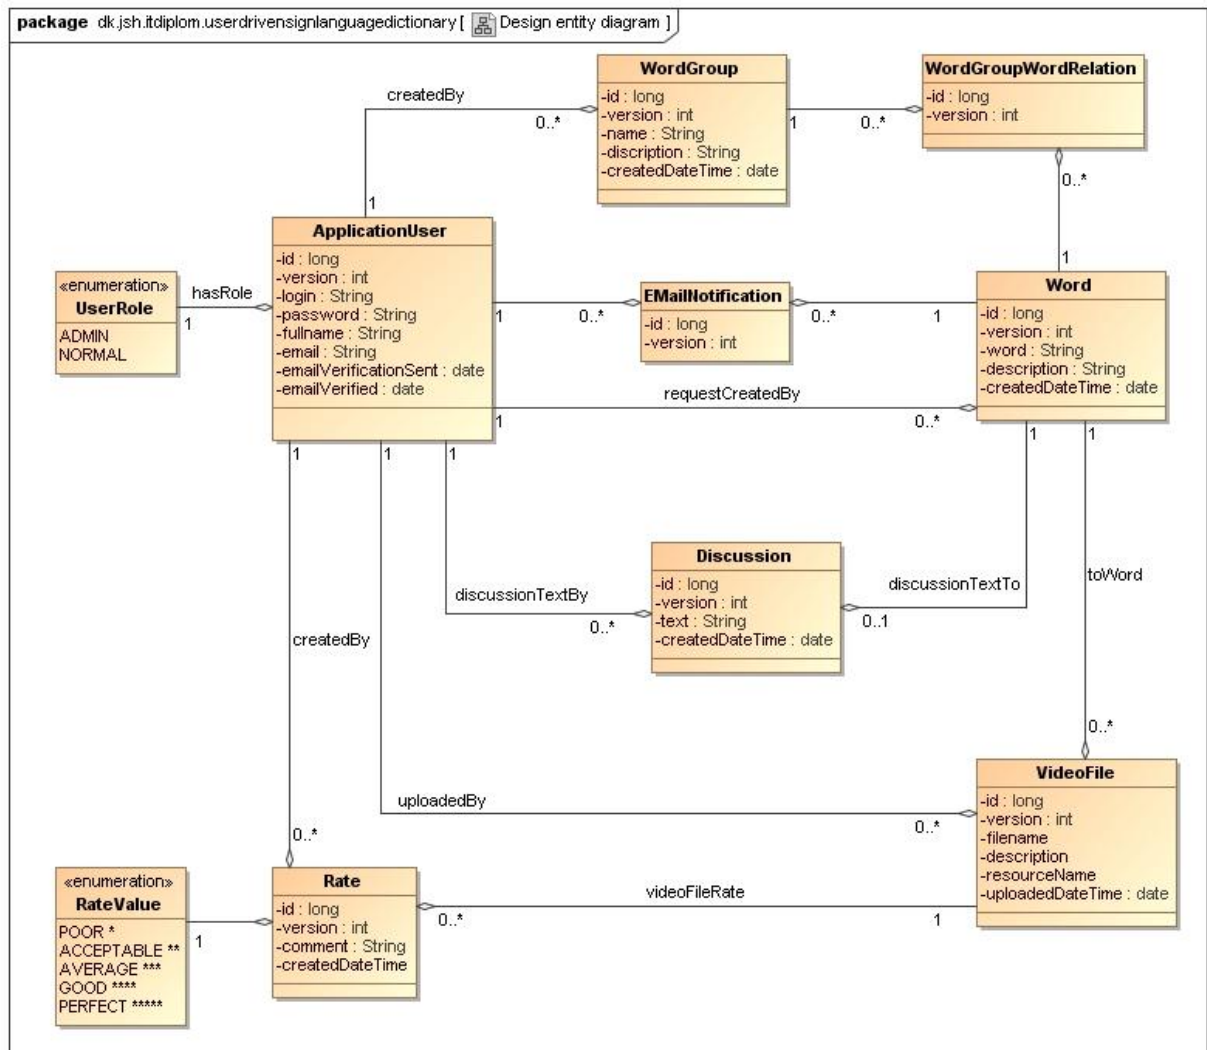 package dk.jsh.itdiplom.userdrivensignlanguagedictionary [ Design entity diagram ]
WordGroup
-id : long
-version : int
-name : String
-discription : String
-createdDateTime : date
WordGroupWordRelation
-id : long
-version : int
createdBy
0..*
1
1
0..*
0..*
1
ApplicationUser
-id : long
-version : int
-login : String
-password : String
-fullname : String
-email : String
-emailVerificationSent : date
-emailVerified : date
«enumeration»
UserRole
ADMIN
NORMAL
hasRole
1
EMailNotification
-id : long
-version : int
1
0..*
0..*
1
Word
-id : long
-version : int
-word : String
-description : String
-createdDateTime : date
requestCreatedBy
1
0..*
1
1
1
1
1
Discussion
-id : long
-version : int
-text : String
-createdDateTime : date
discussionTextBy
0..*
discussionTextTo
0..1
toWord
0..*
createdBy
0..*
uploadedBy
0..*
VideoFile
-id : long
-version : int
-filename
-description
-resourceName
-uploadedDateTime : date
«enumeration»
RateValue
POOR *
ACCEPTABLE **
AVERAGE ***
GOOD ****
PERFECT *****
1
Rate
-id : long
-version : int
-comment : String
-createdDateTime
videoFileRate
0..*
1